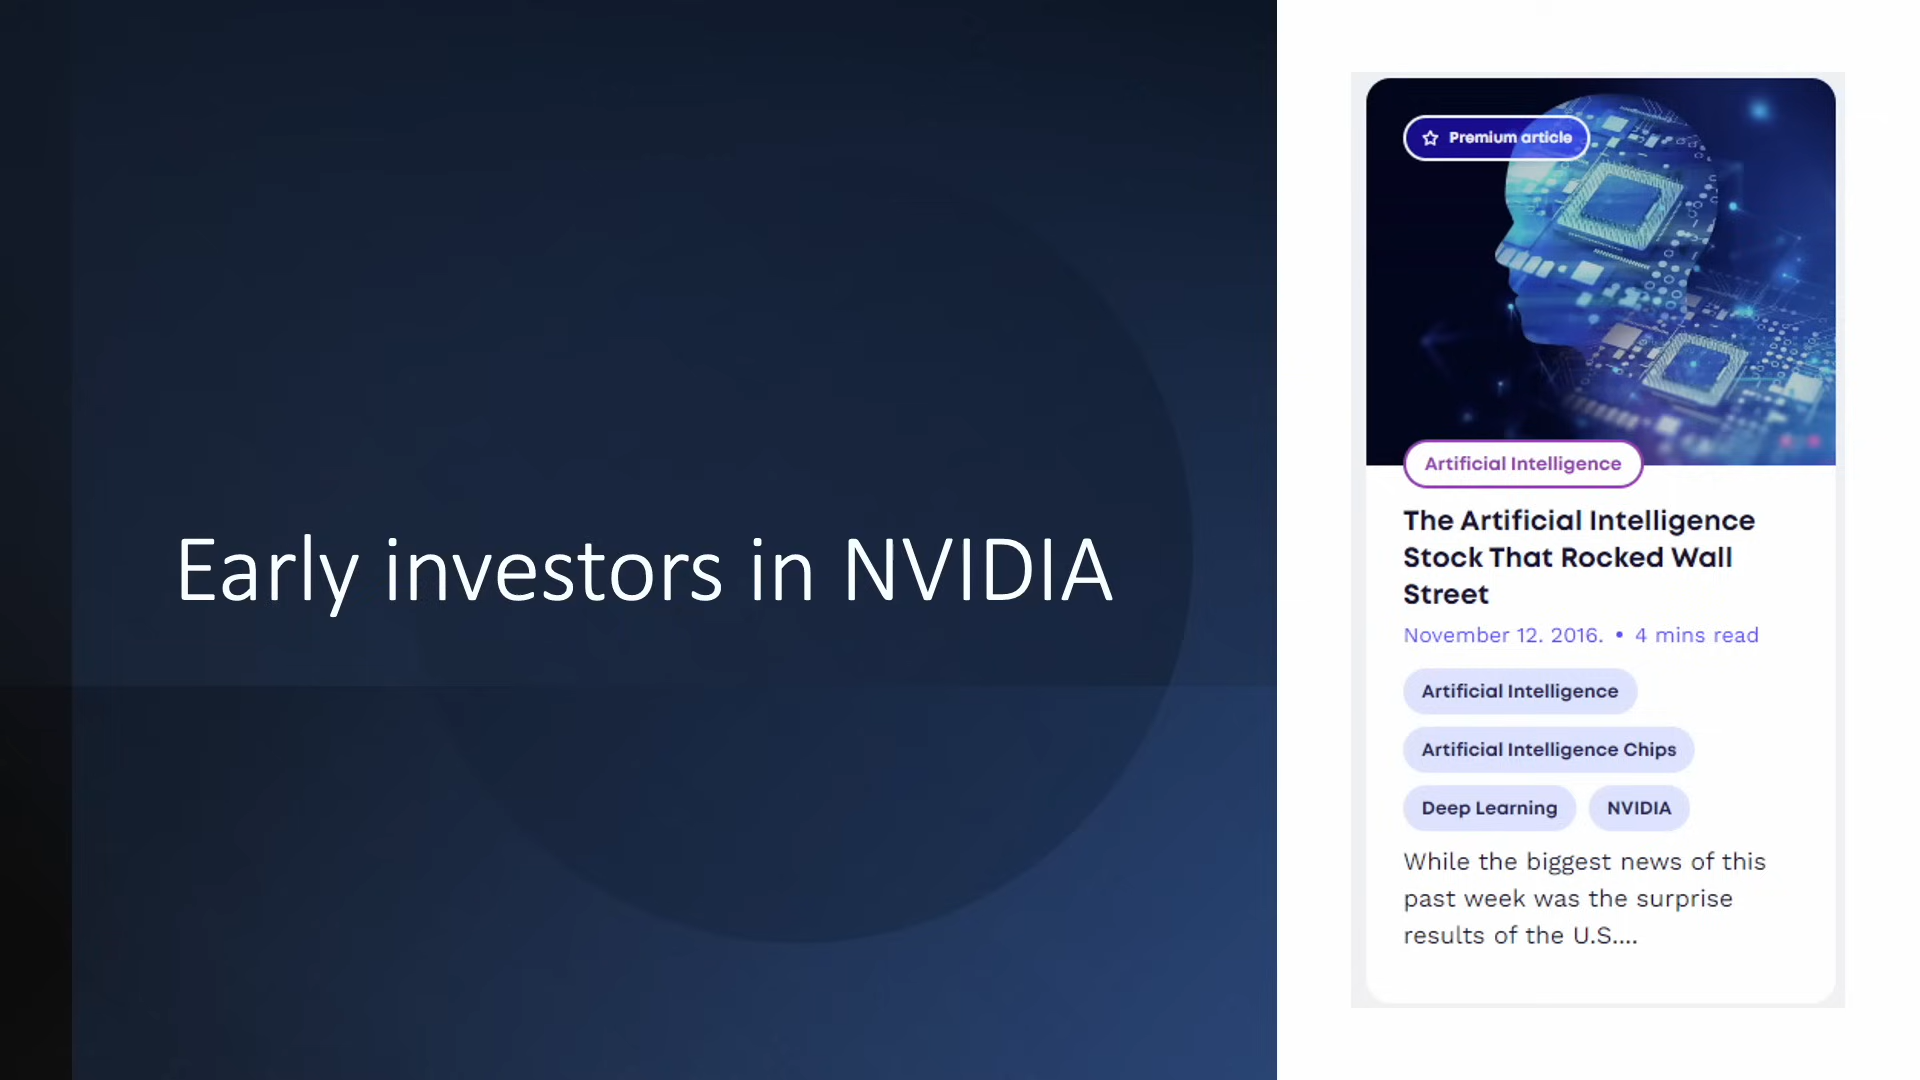 Early investors in NVIDIA
Premium article
Artificial Intelligence
The Artificial Intelligence
Stock That Rocked Wall
Street
November 12. 2016. • 4 mins read
Artificial Intelligence
Artificial Intelligence Chips
Deep Learning NVIDIA
While the biggest news of this
past week was the surprise
results of the U.S....